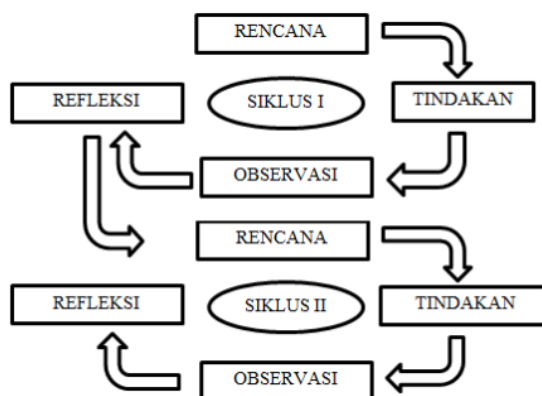 RENCANA
REFLEKSI
SIKLUS I
TINDAKAN
OBSERVASI
RENCANA
REFLEKSI
SIKLUS II
TINDAKAN
OBSERVASI